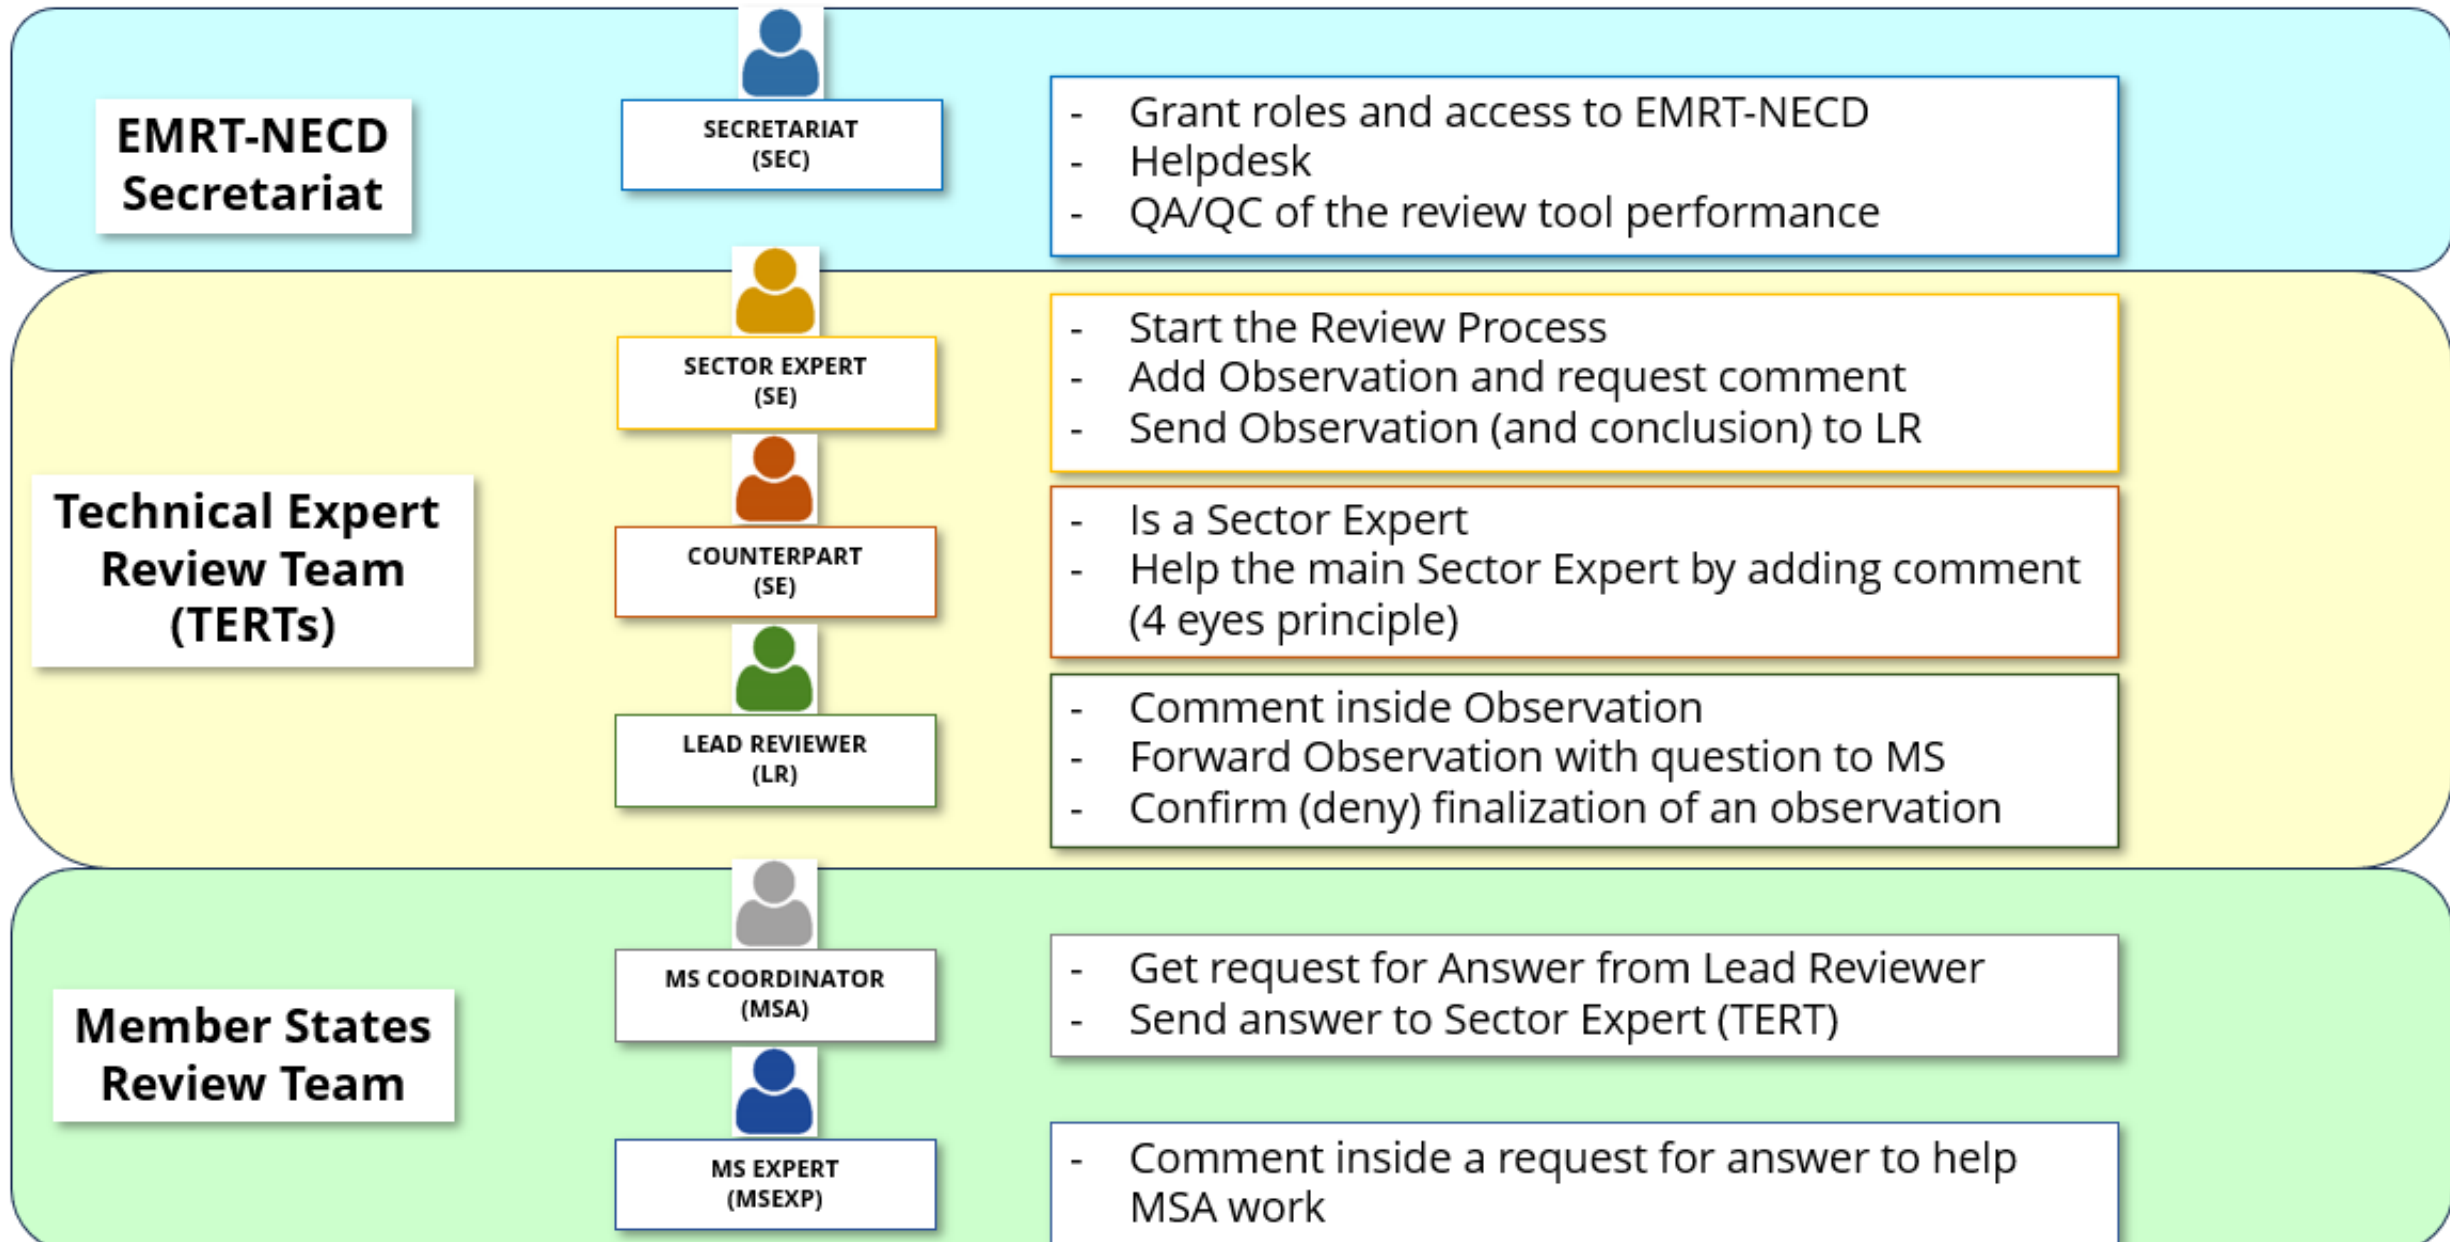 EMRT-NECD
Secretariat
SECRETARIAT
(SEC)
- Grant roles and access to EMRT-NECD
- Helpdesk
- QA/QC of the review tool performance
Technical Expert
Review Team
(TERTs)
SECTOR EXPERT
(SE)
- Start the Review Process
- Add Observation and request comment
- Send Observation (and conclusion) to LR
COUNTERPART
(SE)
- Is a Sector Expert
- Help the main Sector Expert by adding comment
(4 eyes principle)
LEAD REVIEWER
(LR)
- Comment inside Observation
- Forward Observation with question to MS
- Confirm (deny) finalization of an observation
Member States
Review Team
MS COORDINATOR
(MSA)
- Get request for Answer from Lead Reviewer
- Send answer to Sector Expert (TERT)
MS EXPERT
(MSEXP)
- Comment inside a request for answer to help
MSA work